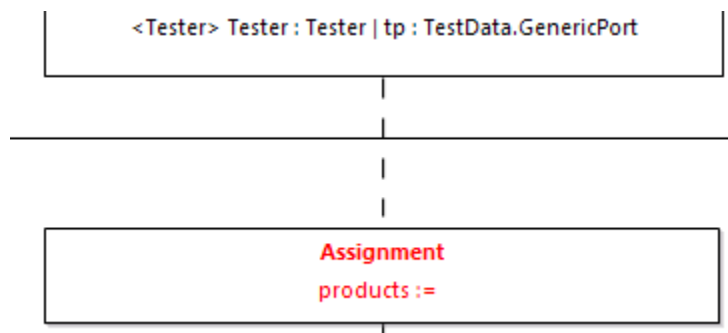 <Tester> Tester : Tester | tp : TestData.GenericPort
Assignment
products :=